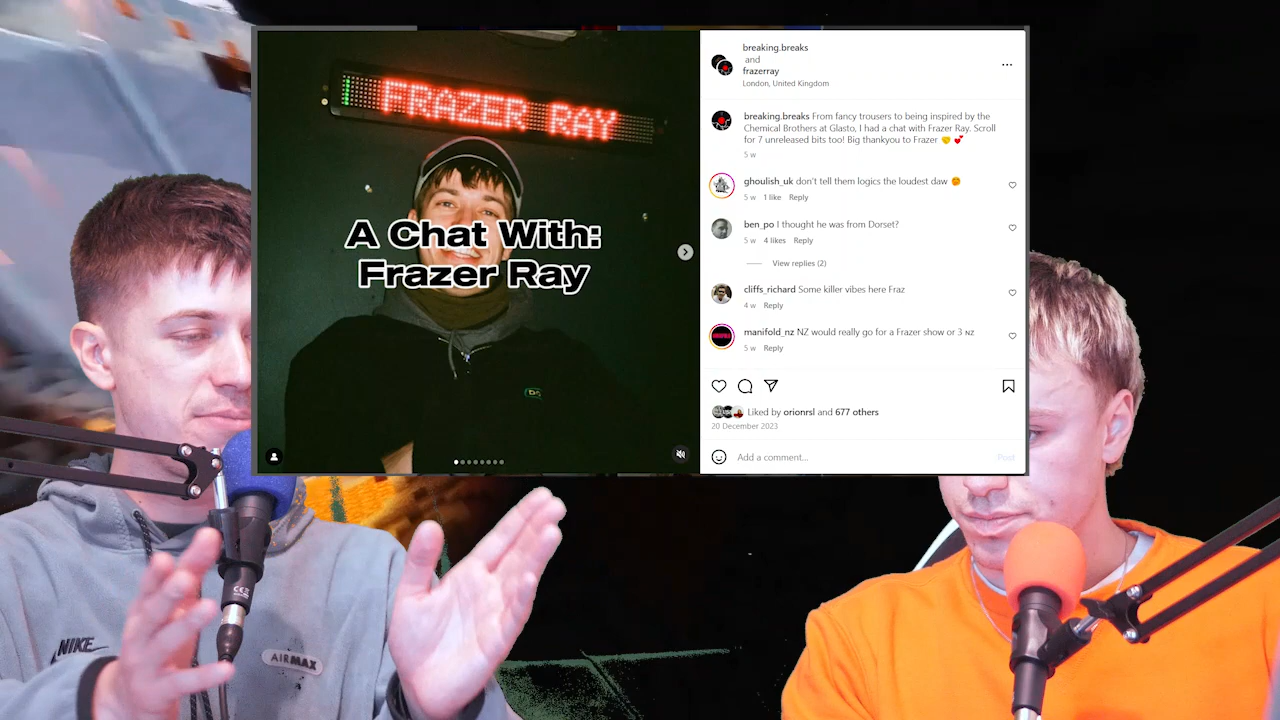 FRAZER RAY
A Chat With:
Frazer Ray
breaking.breaks
and
frazerray
London, United Kingdom
breaking.breaks From fancy trousers to being inspired by the
Chemical Brothers at Glasto, I had a chat with Frazer Ray. Scroll
for 7 unreleased bits too! Big thankyou to Frazer 🤝 💕
5 w
ghoulish_uk don't tell them logics the loudest daw 🌞
5 w 1 like Reply
ben_po I thought he was from Dorset?
5 w 4 likes Reply
View replies (2)
cliffs_richard Some killer vibes here Fraz
4 w Reply
manifold_nz NZ would really go for a Frazer show or 3 NZ
5 w Reply
Liked by orionrsl and 677 others
20 December 2023
Add a comment...
Post
NIKE
AIRMAX